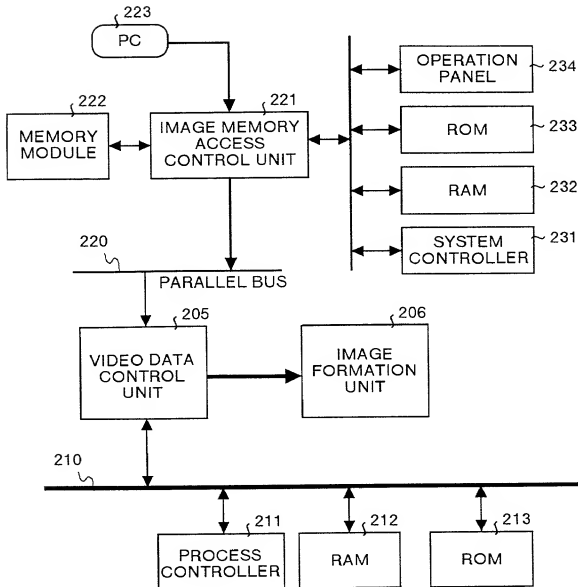 223
PC
222
MEMORY
MODULE
221
IMAGE MEMORY
ACCESS
CONTROL UNIT
OPERATION
PANEL
234
ROM
233
RAM
232
SYSTEM
CONTROLLER
231
220
PARALLEL BUS
205
VIDEO DATA
CONTROL
UNIT
206
IMAGE
FORMATION
UNIT
210
211
PROCESS
CONTROLLER
212
RAM
213
ROM